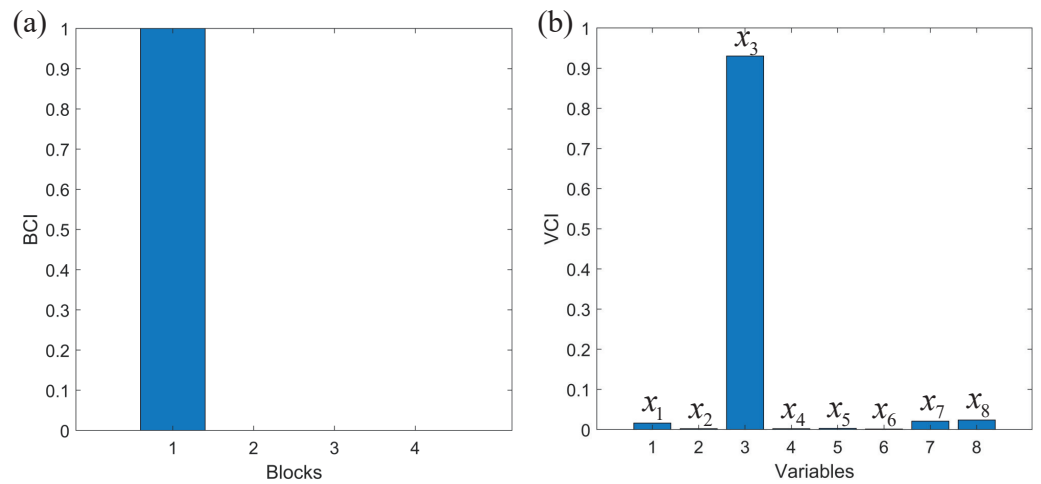 (a)
1
0.9
0.8
0.7
0.6
0.5
0.4
0.3
0.2
0.1
0
BCI
1 2 3 4
Blocks
(b)
1
0.9
0.8
0.7
0.6
0.5
0.4
0.3
0.2
0.1
0
VCI
x₁ x₂ x₃ x₄ x₅ x₆ x₇ x₈
1 2 3 4 5 6 7 8
Variables